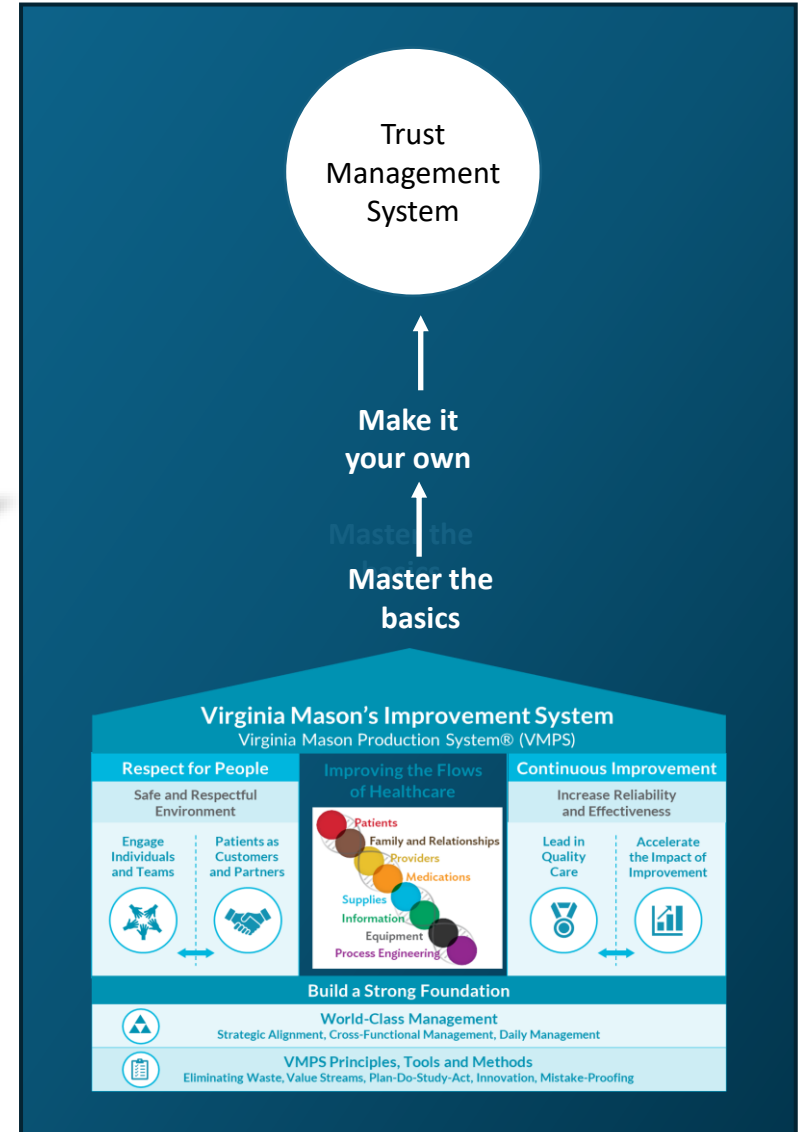 Trust
Management
System
Make it
your own
Master the
basics
Master the
basics
Virginia Mason's Improvement System
Virginia Mason Production System® (VMPS)
Respect for People
Safe and Respectful
Environment
Engage
Individuals
and Teams
Patients as
Customers
and Partners
Improving the Flows
of Healthcare
Patients
Family and Relationships
Providers
Medications
Supplies
Information
Equipment
Process Engineering
Continuous Improvement
Increase Reliability
and Effectiveness
Lead in
Quality
Care
Accelerate
the Impact of
Improvement
Build a Strong Foundation
World-Class Management
Strategic Alignment, Cross-Functional Management, Daily Management
VMPS Principles, Tools and Methods
Eliminating Waste, Value Streams, Plan-Do-Study-Act, Innovation, Mistake-Proofing